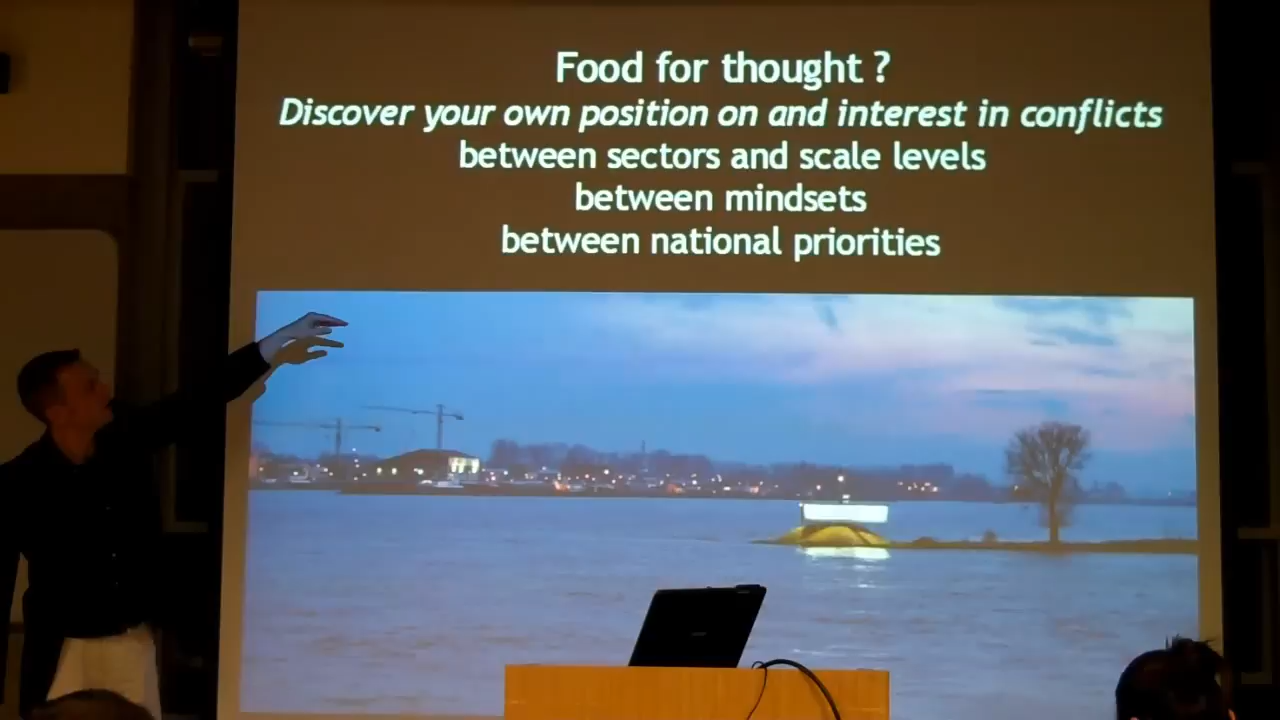 Food for thought ?
Discover your own position on and interest in conflicts
between sectors and scale levels
between mindsets
between national priorities